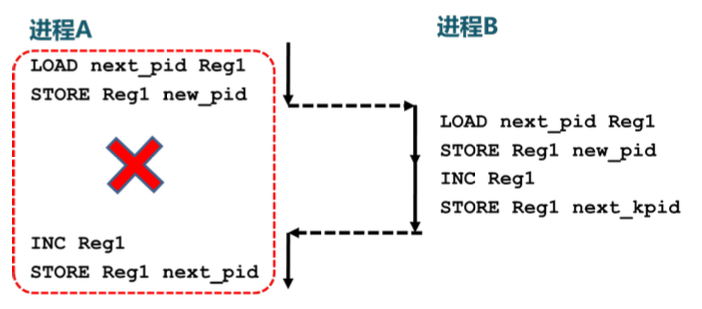 进程A
LOAD next_pid Reg1
STORE Reg1 new_pid
INC Reg1
STORE Reg1 next_pid
进程B
LOAD next_pid Reg1
STORE Reg1 new_pid
INC Reg1
STORE Reg1 next_kpid